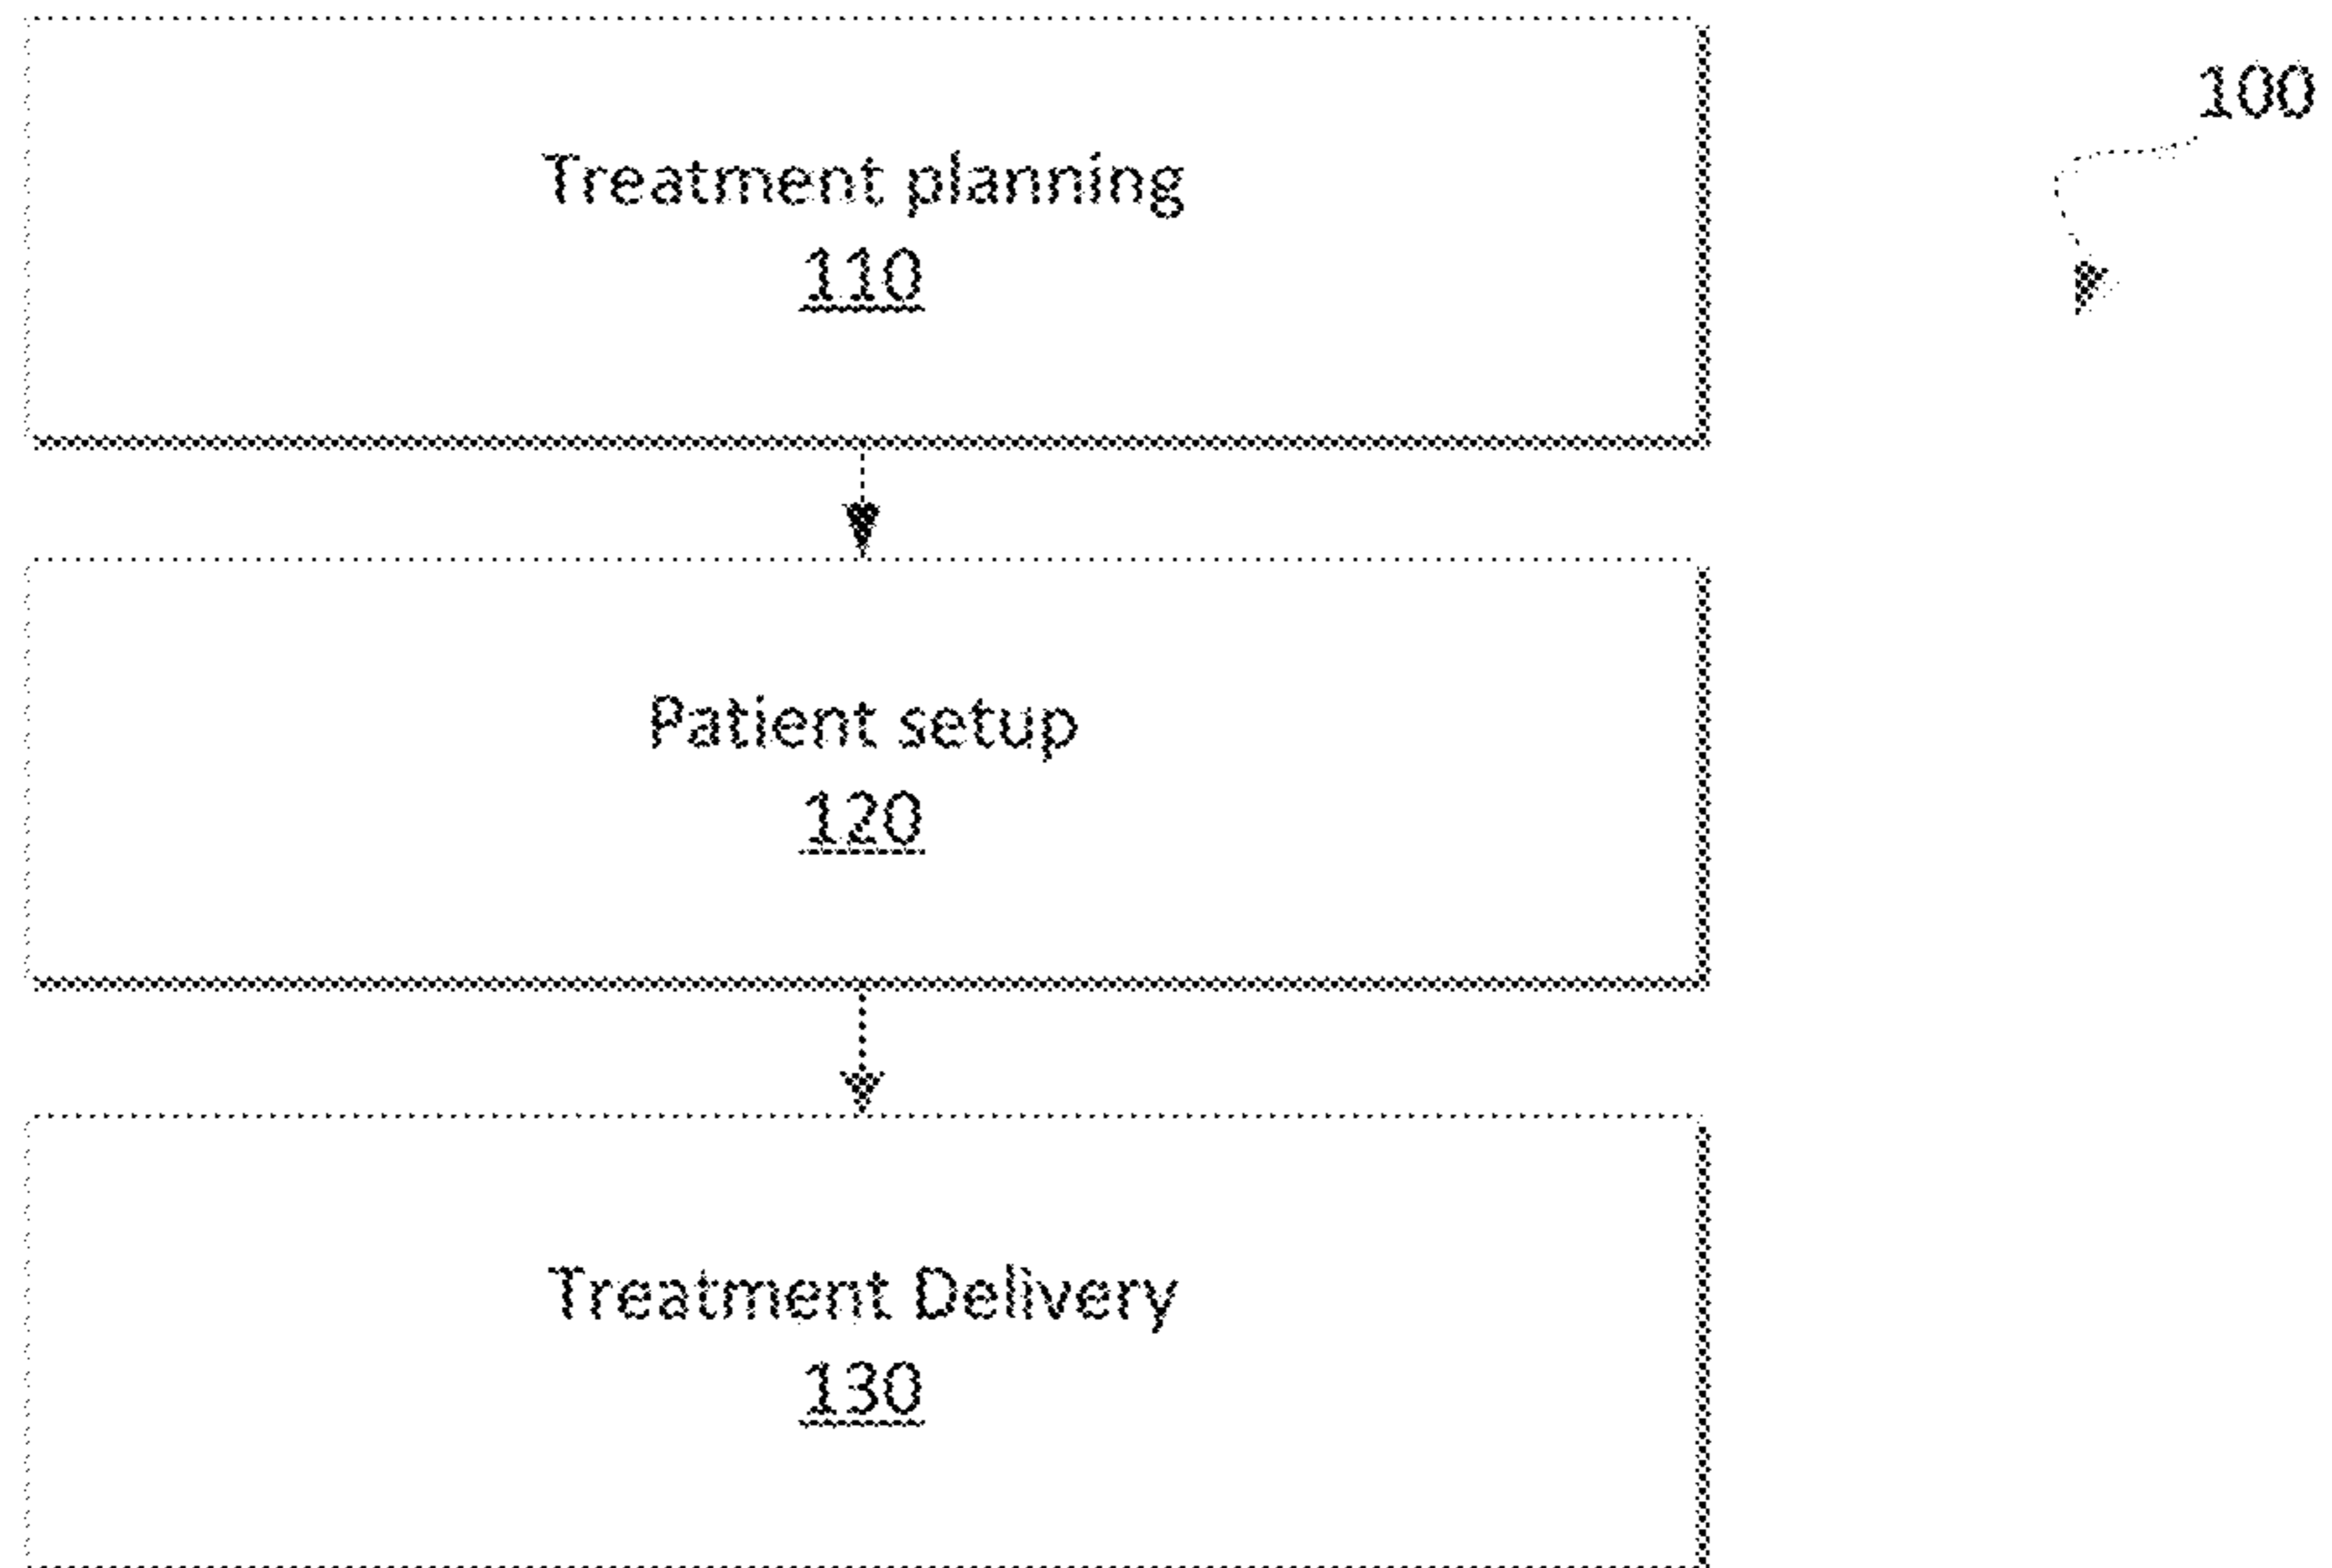 100
Treatment planning
110
Patient setup
120
Treatment Delivery
130